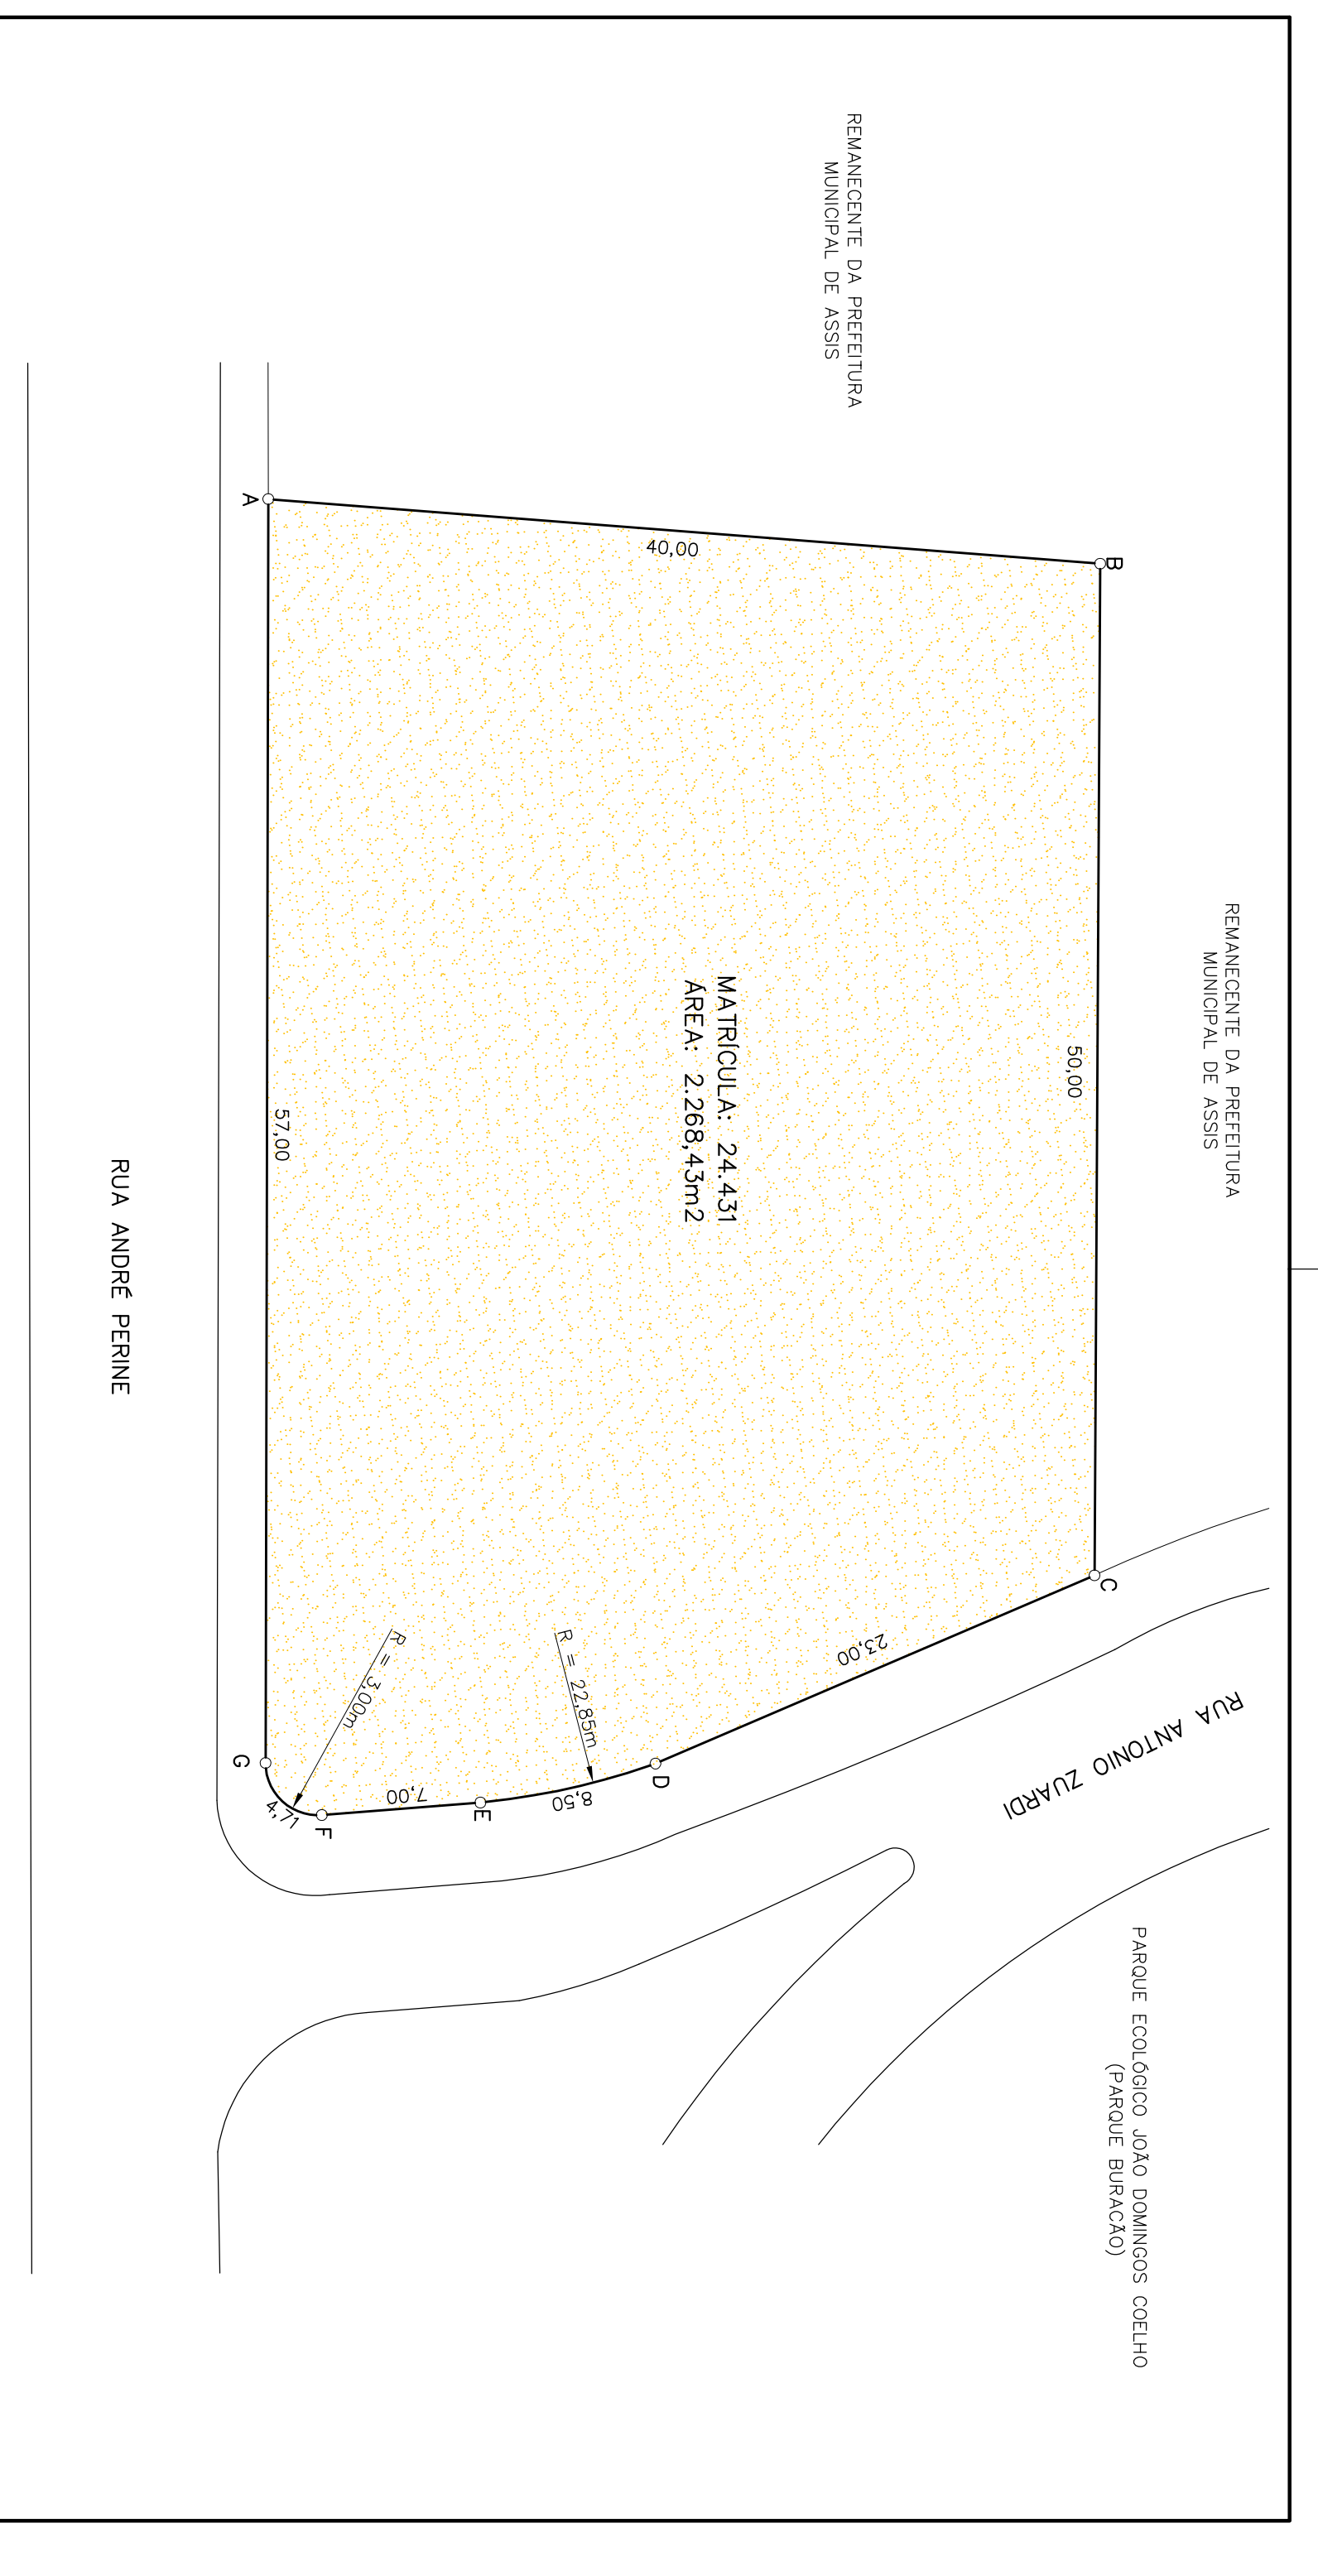 REMANECENTE DA PREFEITURA
MUNICIPAL DE ASSIS
REMANECENTE DA PREFEITURA
MUNICIPAL DE ASSIS
PARQUE ECOLÓGICO JOÃO DOMINGOS COELHO
(PARQUE BURACÃO)
RUA ANTONIO ZUARDI
B
50,00
C
40,00
23,00
MATRÍCULA: 24.431
ÁREA: 2.268,43m2
D
R = 22,85m
8,50
E
7,00
R = 3,00m
F
4,71
A
57,00
G
RUA ANDRÉ PERINE